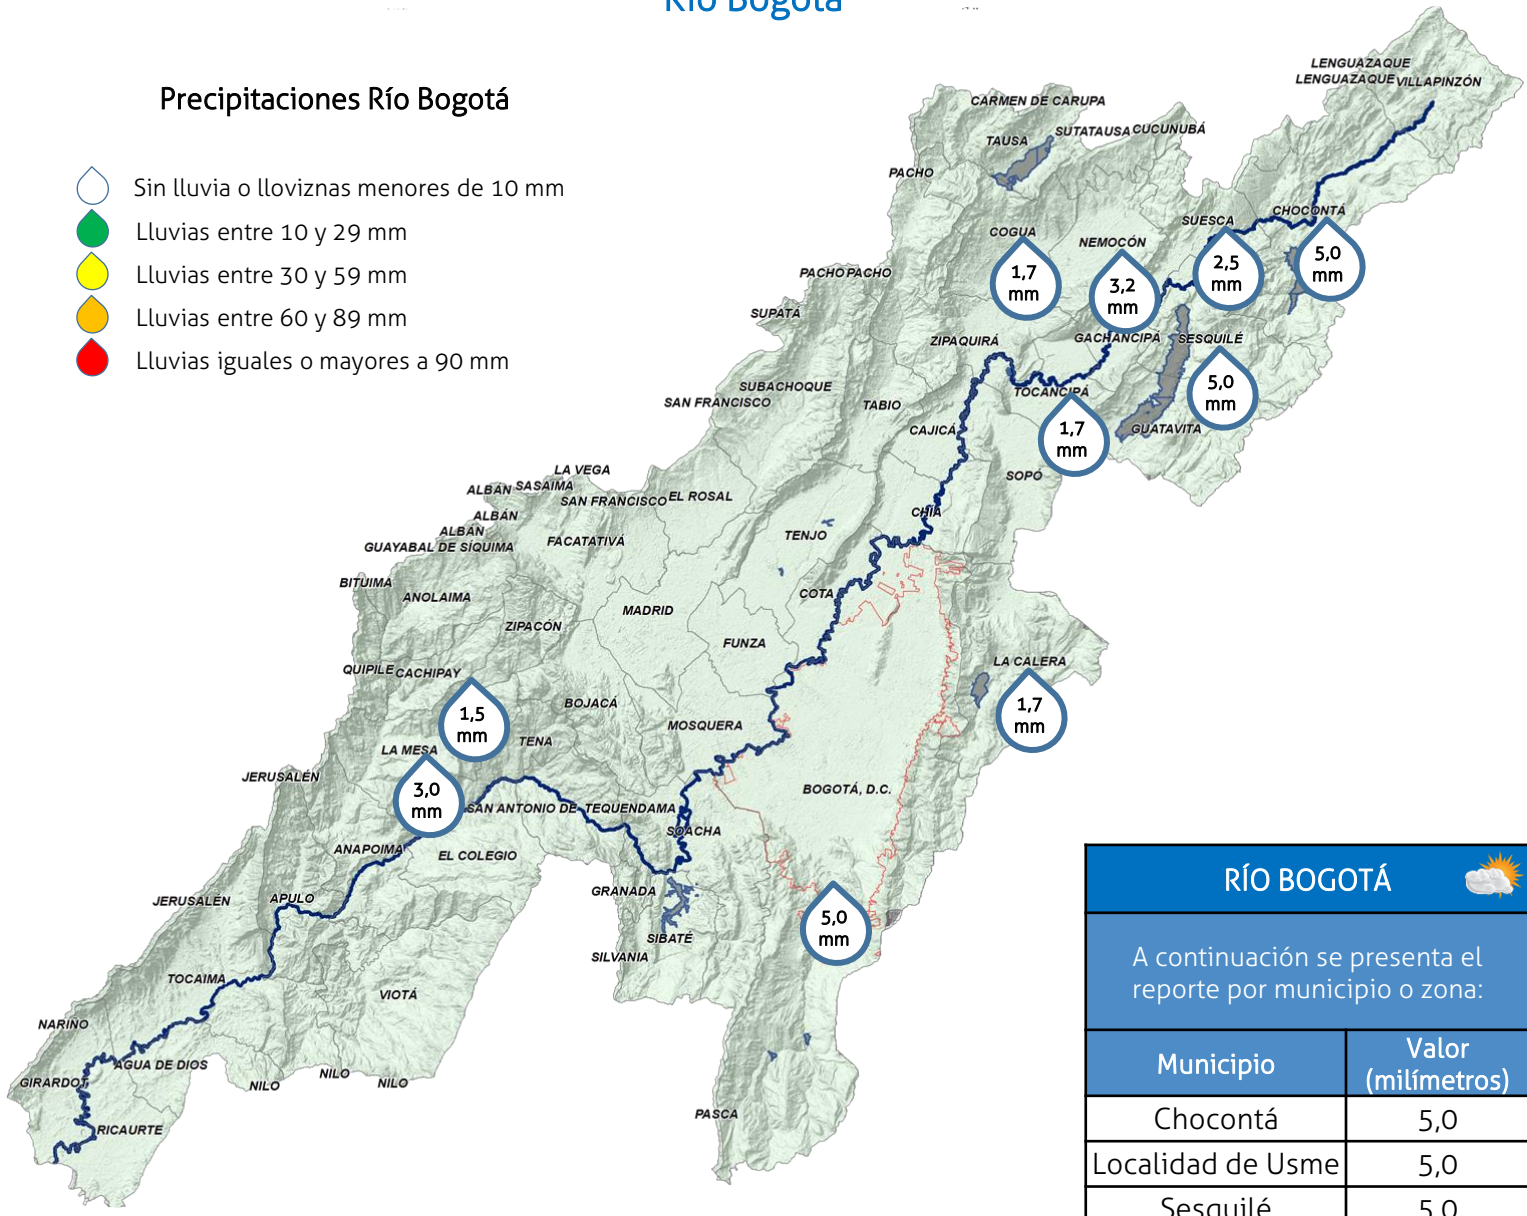 Río Bogotá
Precipitaciones Río Bogotá
Sin lluvia o lloviznas menores de 10 mm
Lluvias entre 10 y 29 mm
Lluvias entre 30 y 59 mm
Lluvias entre 60 y 89 mm
Lluvias iguales o mayores a 90 mm
LENGUAZAQUE
LENGUAZAQUE
VILLAPINZÓN
CARMEN DE CARUPA
TAUSA
SUTATAUSA
CUCUNUBÁ
PACHO
CHOCONTÁ
SUESCA
COGUA
NEMOCÓN
5,0
mm
2,5
mm
1,7
mm
3,2
mm
PACHO
PACHO
SUPATÁ
ZIPAQUIRÁ
GACHANCIPÁ
SESQUILÉ
5,0
mm
SUBACHOQUE
SAN FRANCISCO
TABIO
TOCANCIPÁ
CAJICÁ
1,7
mm
GUATAVITA
SOPÓ
LA VEGA
ALBÁN
SASAIMA
SAN FRANCISCO
EL ROSAL
CHÍA
ALBÁN
ALBÁN
GUAYABAL DE SÍQUIMA
FACATATIVÁ
TENJO
BITUIMA
ANOLAIMA
COTA
MADRID
ZIPACÓN
FUNZA
QUIPILE
CACHIPAY
LA CALERA
1,7
mm
BOJACÁ
1,5
mm
MOSQUERA
TENA
LA MESA
JERUSALÉN
3,0
mm
BOGOTÁ, D.C.
SAN ANTONIO DE TEQUENDAMA
SOACHA
ANAPOIMA
EL COLEGIO
GRANADA
JERUSALÉN
APULO
5,0
mm
SIBATÉ
SILVANIA
TOCAIMA
VIOTÁ
NARIÑO
AGUA DE DIOS
GIRARDOT
NILO
NILO
NILO
PASCA
RICAURTE
RÍO BOGOTÁ
A continuación se presenta el
reporte por municipio o zona:
Municipio
Valor
(milímetros)
Chocontá 5,0
Localidad de Usme 5,0
Sesquilé 5,0